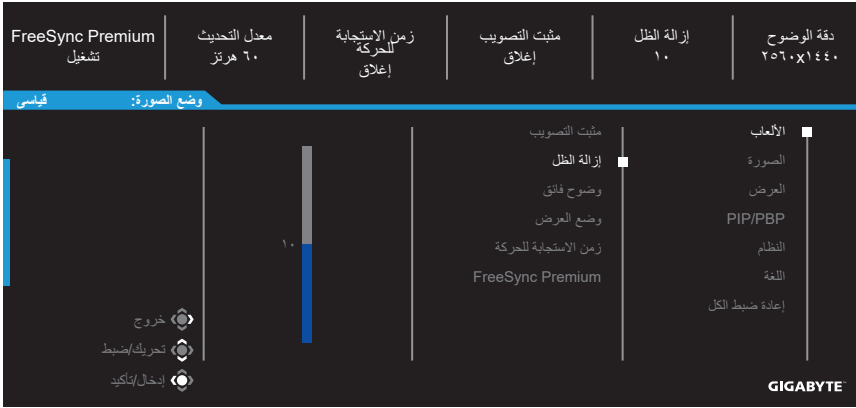 دقة الوضوح
٢٥٦٠x١٤٤٠
إزالة الظل
١٠
مثبت التصويب
إغلاق
زمن الاستجابة
للحركة
إغلاق
معدل التحديث
٦٠ هرتز
FreeSync Premium
تشغيل
وضع الصورة: قياسى
الألعاب
الصورة
العرض
PIP/PBP
النظام
اللغة
إعادة ضبط الكل
مثبت التصويب
إزالة الظل
وضوح فائق
وضع العرض
زمن الاستجابة للحركة
FreeSync Premium
١٠
خروج
تحريك/ضبط
إدخال/تأكيد
GIGABYTE